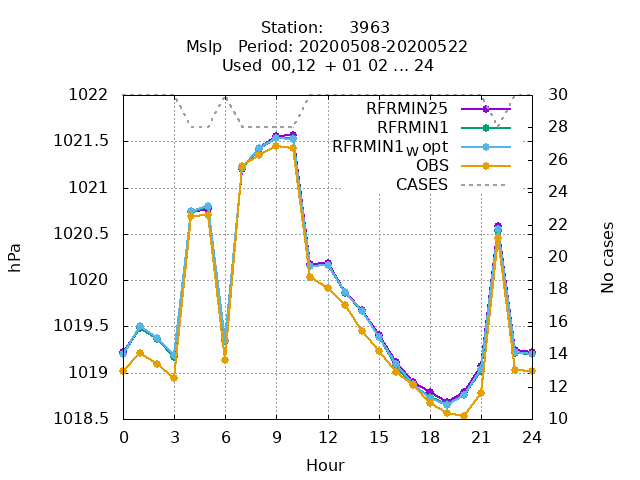 Station: 3963
Mslp Period: 20200508-20200522
Used 00,12 + 01 02 ... 24
1022 30
RFRMIN25
RFRMIN1
RFRMIN1w opt
OBS
CASES
1021.5 28
26
1021 24
22
1020.5 20
1020 18
1019.5 16
14
1019 12
1018.5 10
hPa
No cases
0 3 6 9 12 15 18 21 24
Hour